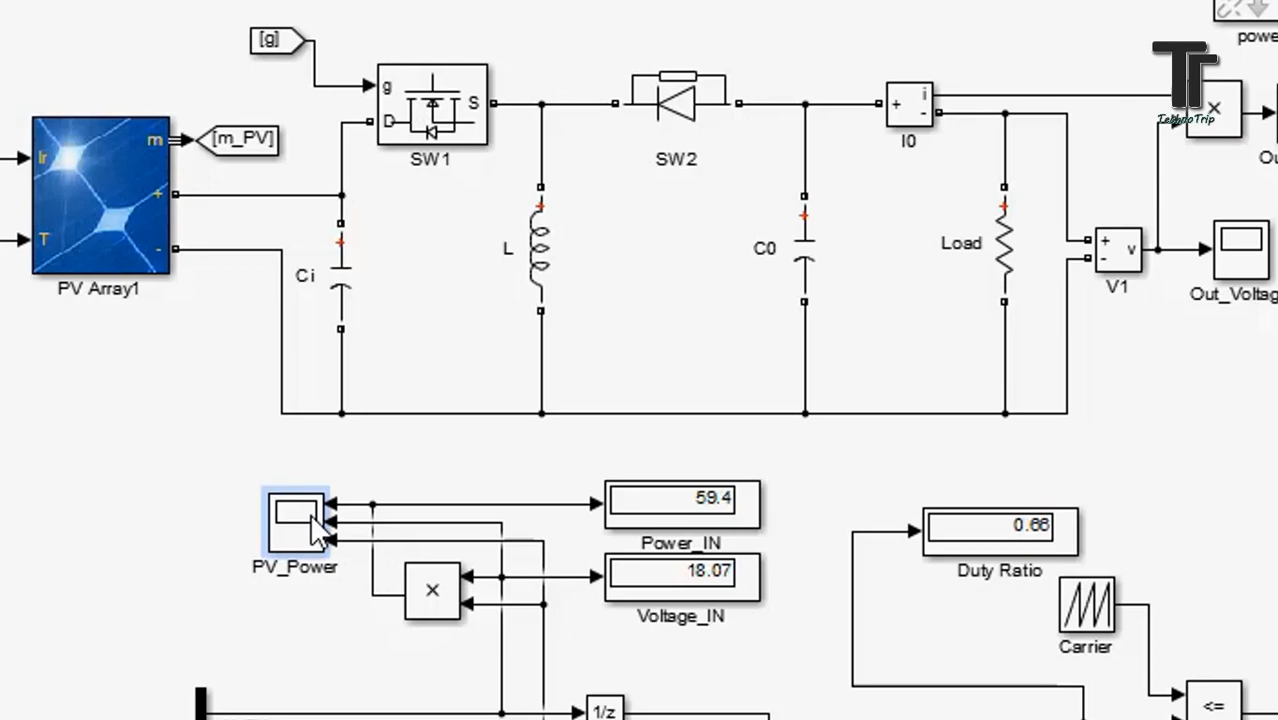 [g]
powe
g
S
D
SW1
SW2
+
i
-
I0
×
TechnoTrip
Ou
Ir
m
[m_PV]
+
T
-
PV Array1
Ci
L
C0
Load
+
-
v
V1
Out_Voltag
59.4
Power_IN
18.07
Voltage_IN
PV_Power
×
0.66
Duty Ratio
Carrier
1/z
<=